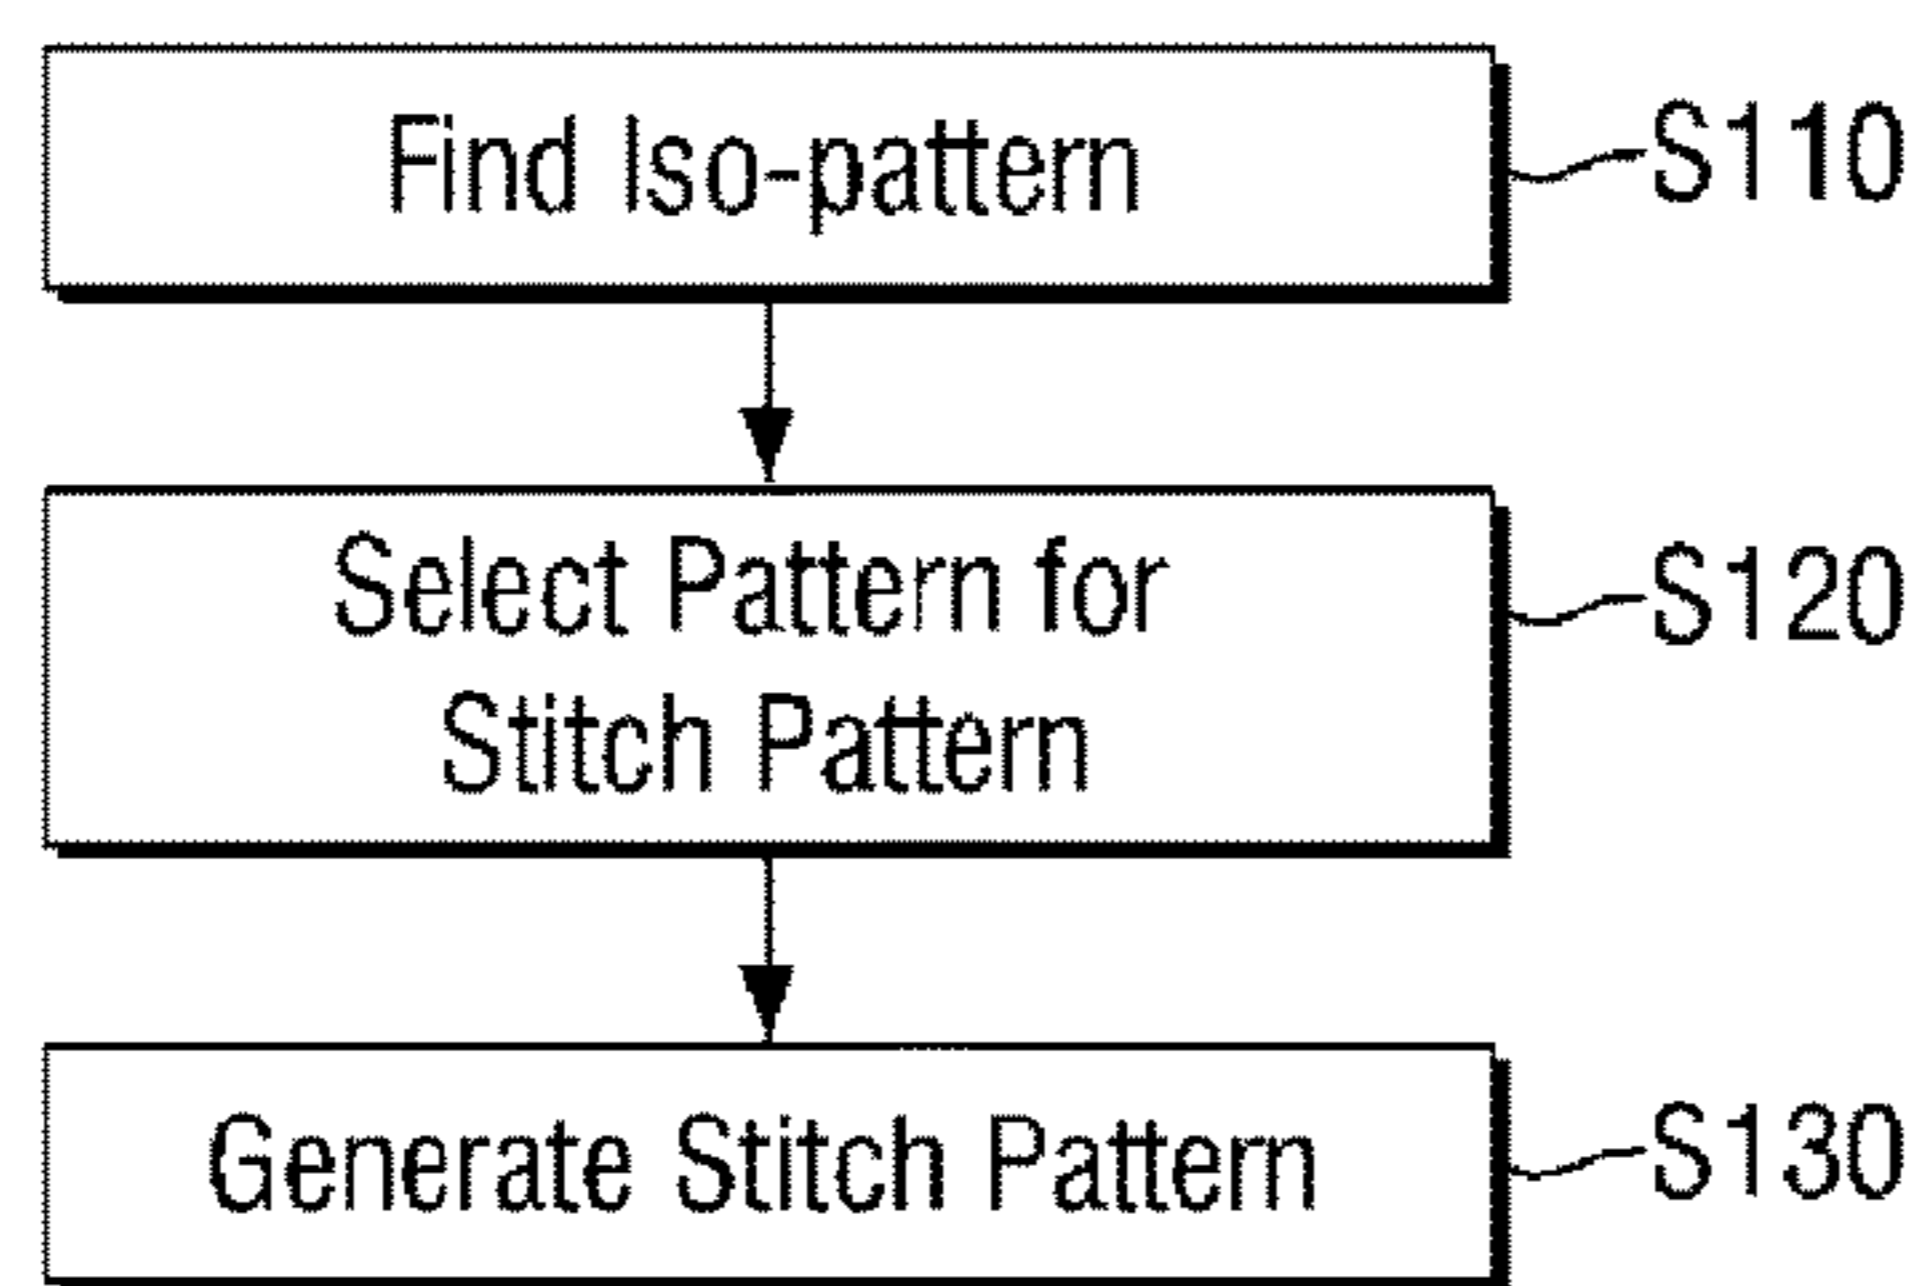 Find Iso-pattern
S110
Select Pattern for
Stitch Pattern
S120
Generate Stitch Pattern
S130